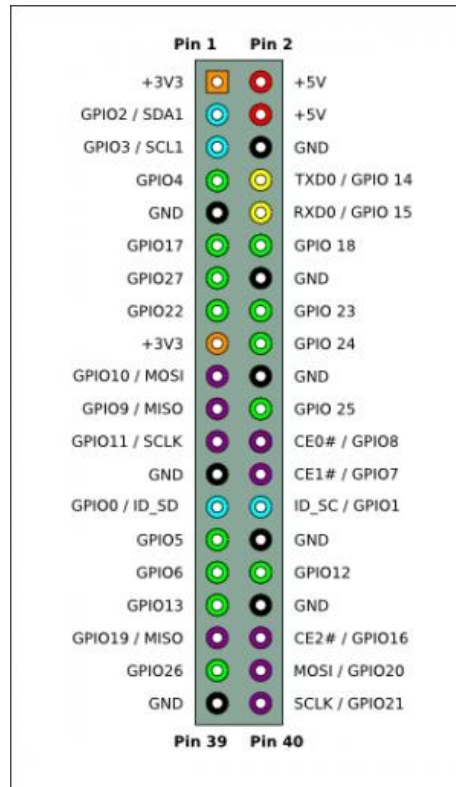 Pin 1 Pin 2
+3V3 +5V
GPIO2 / SDA1 +5V
GPIO3 / SCL1 GND
GPIO4 TXD0 / GPIO 14
GND RXD0 / GPIO 15
GPIO17 GPIO 18
GPIO27 GND
GPIO22 GPIO 23
+3V3 GPIO 24
GPIO10 / MOSI GND
GPIO9 / MISO GPIO 25
GPIO11 / SCLK CE0# / GPIO8
GND CE1# / GPIO7
GPIO0 / ID_SD ID_SC / GPIO1
GPIO5 GND
GPIO6 GPIO12
GPIO13 GND
GPIO19 / MISO CE2# / GPIO16
GPIO26 MOSI / GPIO20
GND SCLK / GPIO21
Pin 39 Pin 40